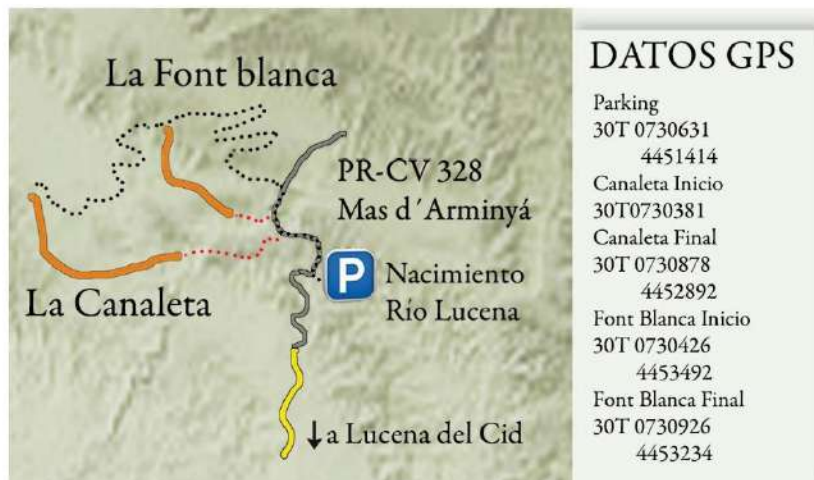 La Font blanca
PR-CV 328
Mas d´Arminyá
P
Nacimiento
Río Lucena
La Canaleta
↓a Lucena del Cid
DATOS GPS
Parking
30T 0730631
4451414
Canaleta Inicio
30T0730381
Canaleta Final
30T 0730878
4452892
Font Blanca Inicio
30T 0730426
4453492
Font Blanca Final
30T 0730926
4453234